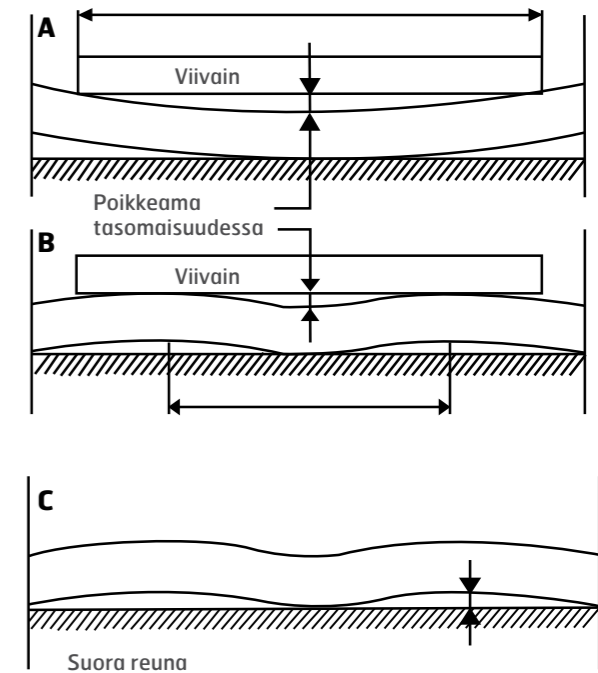 A
Viivain
Poikkeama
tasomaisuudessa
B
Viivain
C
Suora reuna